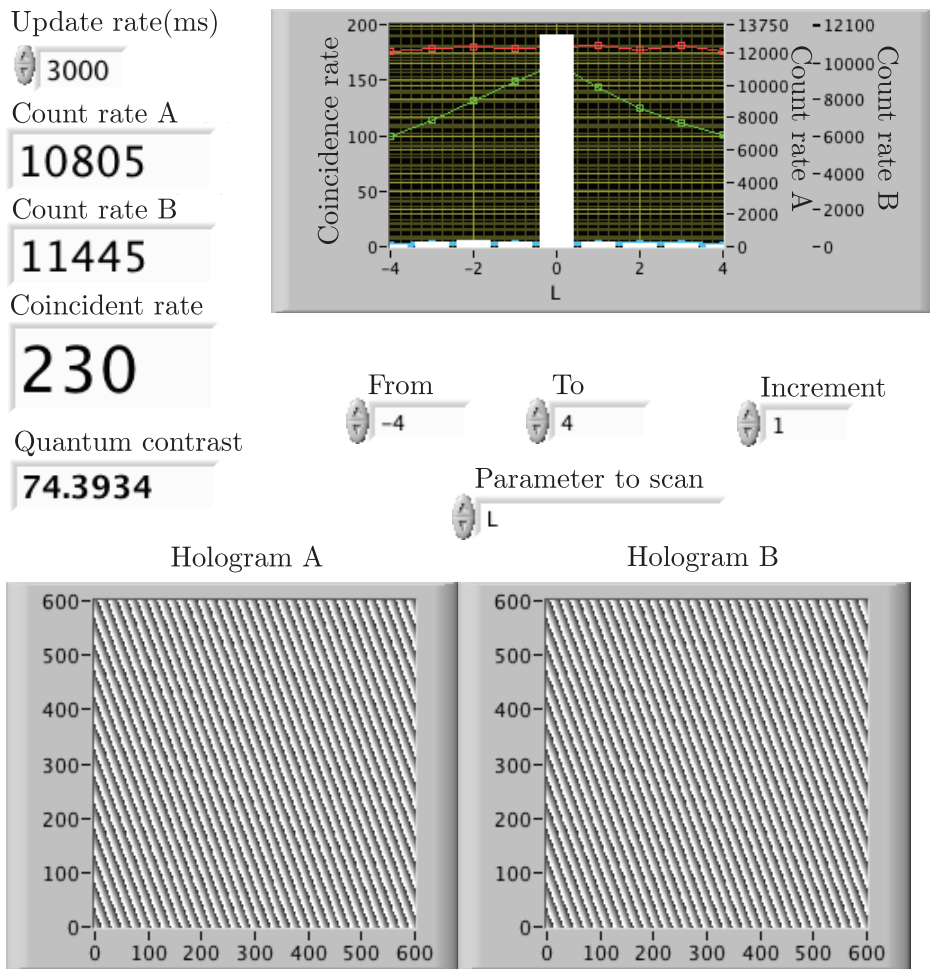 Update rate(ms)
3000
Count rate A
10805
Count rate B
11445
Coincident rate
230
Quantum contrast
74.3934
Coincidence rate
200
150
100
50
0
-4
-2
0
2
4
L
13750
12000
10000
8000
6000
4000
2000
0
Count rate A
12100
10000
8000
6000
4000
2000
0
Count rate B
From
-4
To
4
Increment
1
Parameter to scan
L
Hologram A
600
500
400
300
200
100
0
0 100 200 300 400 500 600
Hologram B
600
500
400
300
200
100
0
0 100 200 300 400 500 600